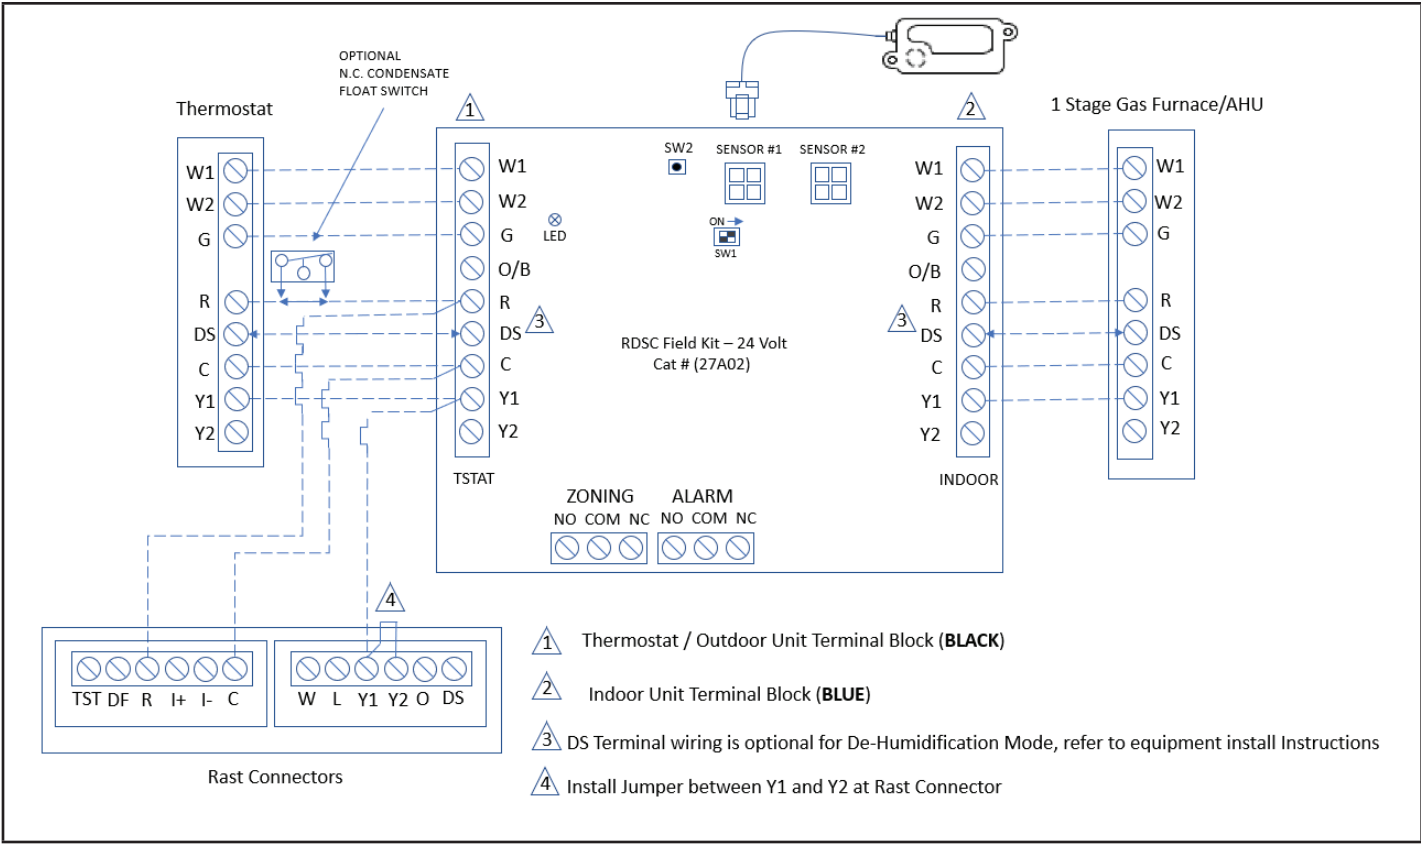 OPTIONAL
N.C. CONDENSATE
FLOAT SWITCH
Thermostat
1
2
1 Stage Gas Furnace/AHU
W1
W2
G
R
DS
C
Y1
Y2
W1
W2
G
O/B
R
DS
C
Y1
Y2
TSTAT
3
LED
SW2
SENSOR #1
SENSOR #2
ON
SW1
RDSC Field Kit – 24 Volt
Cat # (27A02)
3
W1
W2
G
O/B
R
DS
C
Y1
Y2
INDOOR
W1
W2
G
R
DS
C
Y1
Y2
ZONING
NO COM NC
ALARM
NO COM NC
4
TST DF R I+ I- C
W L Y1 Y2 O DS
Rast Connectors
1 Thermostat / Outdoor Unit Terminal Block (BLACK)
2 Indoor Unit Terminal Block (BLUE)
3 DS Terminal wiring is optional for De-Humidification Mode, refer to equipment install Instructions
4 Install Jumper between Y1 and Y2 at Rast Connector